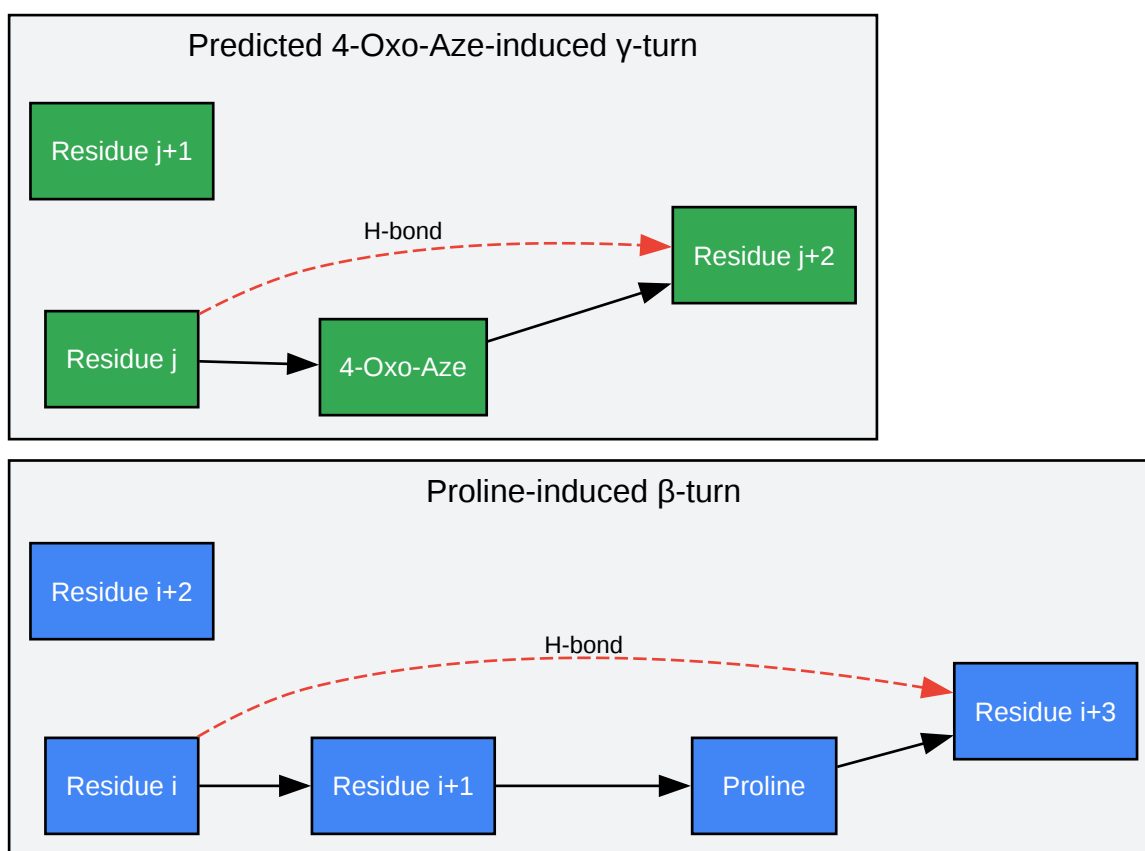 Predicted 4-Oxo-Aze-induced γ-turn
Residue j+1
H-bond
Residue j+2
Residue j
4-Oxo-Aze
Proline-induced β-turn
Residue i+2
H-bond
Residue i+3
Residue i
Residue i+1
Proline